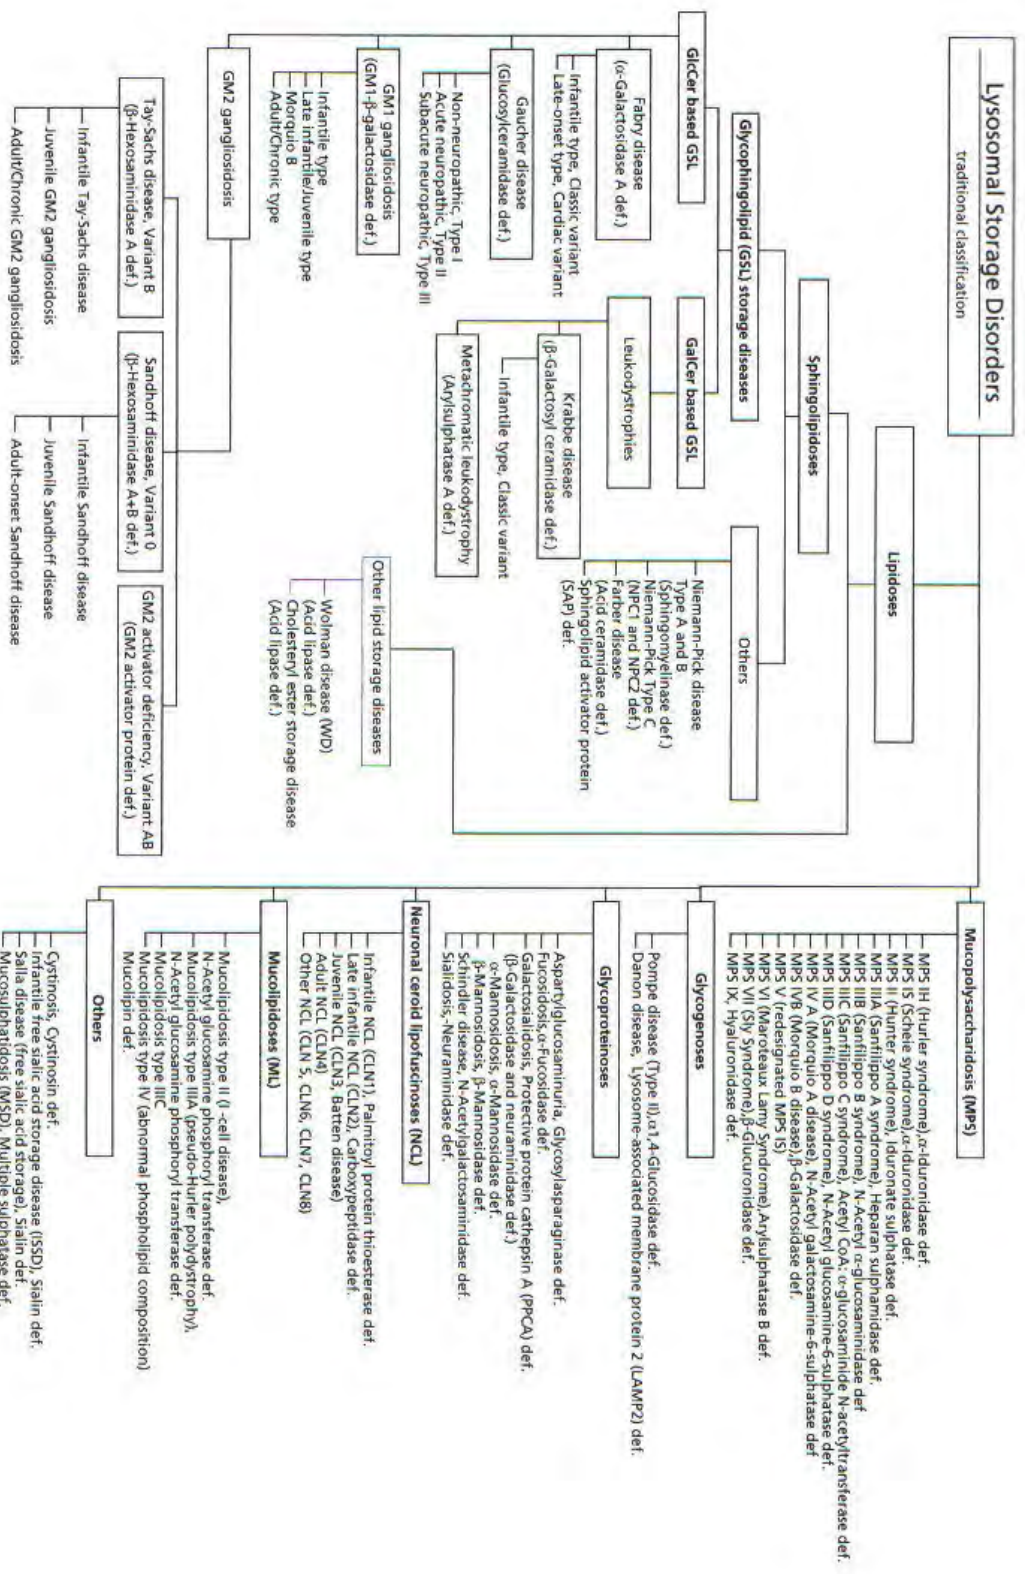 Lysosomal Storage Disorders
traditional classification
Lipidoses
Sphingolipidoses
Glycophingolipid (GSL) storage diseases
GlcCer based GSL
Fabry disease
(α-Galactosidase A def.)
Infantile type, Classic variant
Late-onset type, Cardiac variant
Gaucher disease
(Glucosylceramidase def.)
Non-neuropathic, Type I
Acute neuropathic, Type II
Subacute neuropathic, Type III
GM1 gangliosidosis
(GM1-β-galactosidase def.)
Infantile type
Late infantile/Juvenile type
Morquio B
Adult/Chronic type
GM2 gangliosidosis
Tay-Sachs disease, Variant B
(β-Hexosaminidase A def.)
Infantile Tay-Sachs disease
Juvenile GM2 gangliosidosis
Adult/Chronic GM2 gangliosidosis
Sandhoff disease, Variant 0
(β-Hexosaminidase A+B def.)
Infantile Sandhoff disease
Juvenile Sandhoff disease
Adult-onset Sandhoff disease
GM2 activator deficiency, Variant AB
(GM2 activator protein def.)
GalCer based GSL
Leukodystrophies
Krabbe disease
(β-Galactosyl ceramidase def.)
Infantile type, Classic variant
Metachromatic leukodystrophy
(Arylsulphatase A def.)
Others
Niemann-Pick disease
Type A and B
(Sphingomyelinase def.)
Niemann-Pick Type C
(NPC1 and NPC2 def.)
Farber disease
(Acid ceramidase def.)
Sphingolipid activator protein
(SAP) def.
Other lipid storage diseases
Wolman disease (WD)
(Acid lipase def.)
Cholesteryl ester storage disease
(Acid lipase def.)
Mucopolysaccharidosis (MPS)
MPS IH (Hurler syndrome),α-Iduronidase def.
MPS IS (Scheie syndrome),α-Iduronidase def.
MPS II (Hunter syndrome), Iduronate sulphatase def.
MPS IIIA (Sanfilippo A syndrome), Heparan sulphamidase def.
MPS IIIB (Sanfilippo B syndrome), N-Acetyl α-glucosaminidase def
MPS IIIC (Sanfilippo C syndrome), Acetyl CoA: α-glucosaminide N-acetyltransferase def.
MPS IIID (Sanfilippo D syndrome), N-Acetyl glucosamine-6-sulphatase def.
MPS IVA (Morquio A disease), N-Acetyl galactosamine-6-sulphatase def
MPS IVB (Morquio B disease),β-Galactosidase def.
MPS V (redesignated MPS IS)
MPS VI (Maroteaux Lamy Syndrome),Arylsulphatase B def.
MPS VII (Sly Syndrome),β-Glucuronidase def.
MPS IX, Hyaluronidase def.
Glycogenoses
Pompe disease (Type II),α1,4-Glucosidase def.
Danon disease, Lysosome-associated membrane protein 2 (LAMP2) def.
Glycoproteinoses
Aspartylglucosaminuria, Glycosylasparaginase def.
Fucosidosis,α-Fucosidase def.
Galactosialidosis, Protective protein cathepsin A (PPCA) def.
(β-Galactosidase and neuraminidase def.)
α-Mannosidosis, α-Mannosidase def.
β-Mannosidosis, β-Mannosidase def.
Schindler disease, N-Acetylgalactosaminidase def.
Sialidosis,-Neuraminidase def.
Neuronal ceroid lipofuscinoses (NCL)
Infantile NCL (CLN1), Palmitoyl protein thioesterase def.
Late infantile NCL (CLN2), Carboxypeptidase def.
Juvenile NCL (CLN3, Batten disease)
Adult NCL (CLN4)
Other NCL (CLN 5, CLN6, CLN7, CLN8)
Mucolipidoses (ML)
Mucolipidosis type II (I -cell disease),
N-Acetyl glucosamine phosphoryl transferase def.
Mucolipidosis type IIIA (pseudo-Hurler polydystrophy),
N-Acetyl glucosamine phosphoryl transferase def.
Mucolipidosis type IIIC
Mucolipidosis type IV (abnormal phospholipid composition)
Mucolipin def.
Others
Cystinosis, Cystinosin def.
Infantile free sialic acid storage disease (ISSD), Sialin def.
Salla disease (free sialic acid storage), Sialin def.
Mucosulphatidosis (MSD), Multiple sulphatase def.